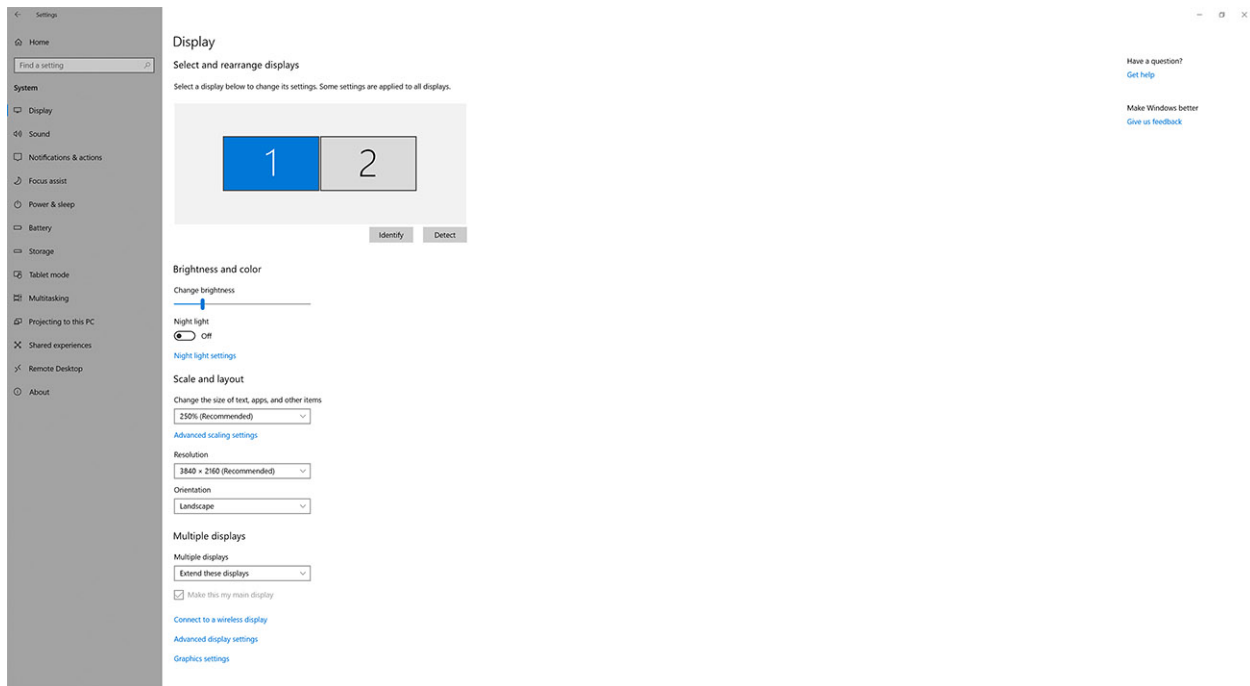 Settings
Home
Find a setting
System
Display
Sound
Notifications & actions
Focus assist
Power & sleep
Battery
Storage
Tablet mode
Multitasking
Projecting to this PC
Shared experiences
Remote Desktop
About
Display
Select and rearrange displays
Select a display below to change its settings. Some settings are applied to all displays.
1 2
Identify Detect
Brightness and color
Change brightness
Night light
Off
Night light settings
Scale and layout
Change the size of text, apps, and other items
250% (Recommended)
Advanced scaling settings
Resolution
3840 × 2160 (Recommended)
Orientation
Landscape
Multiple displays
Multiple displays
Extend these displays
Make this my main display
Connect to a wireless display
Advanced display settings
Graphics settings
Have a question?
Get help
Make Windows better
Give us feedback